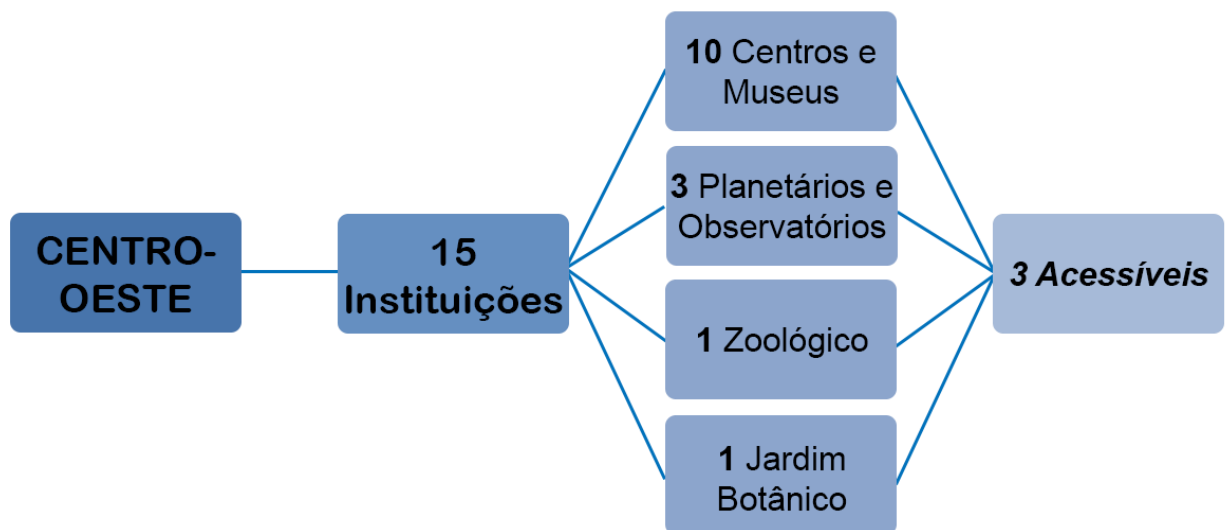 CENTRO-
OESTE
15
Instituições
10 Centros e
Museus
3 Planetários e
Observatórios
1 Zoológico
1 Jardim
Botânico
3 Acessíveis